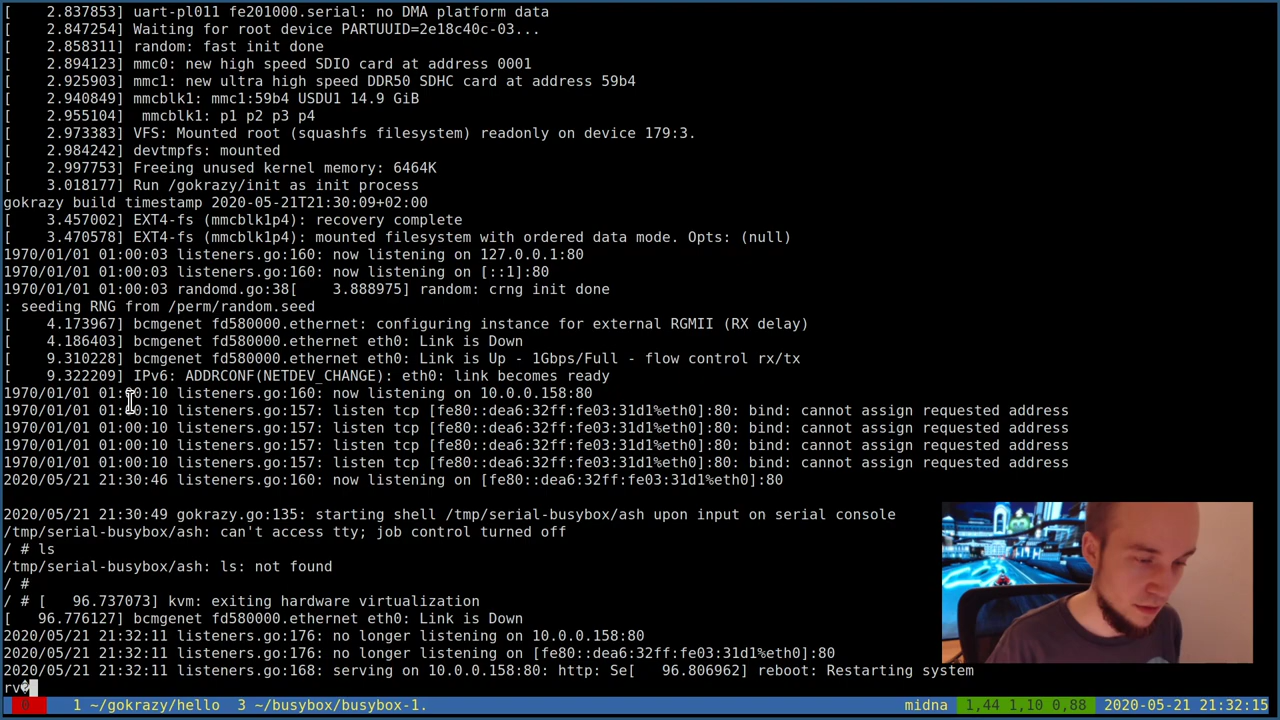 [    2.837853] uart-pl011 fe201000.serial: no DMA platform data
[    2.847254] Waiting for root device PARTUUID=2e18c40c-03...
[    2.858311] random: fast init done
[    2.894123] mmc0: new high speed SDIO card at address 0001
[    2.925903] mmc1: new ultra high speed DDR50 SDHC card at address 59b4
[    2.940849] mmcblk1: mmc1:59b4 USDU1 14.9 GiB
[    2.955104]  mmcblk1: p1 p2 p3 p4
[    2.973383] VFS: Mounted root (squashfs filesystem) readonly on device 179:3.
[    2.984242] devtmpfs: mounted
[    2.997753] Freeing unused kernel memory: 6464K
[    3.018177] Run /gokrazy/init as init process
gokrazy build timestamp 2020-05-21T21:30:09+02:00
[    3.457002] EXT4-fs (mmcblk1p4): recovery complete
[    3.470578] EXT4-fs (mmcblk1p4): mounted filesystem with ordered data mode. Opts: (null)
1970/01/01 01:00:03 listeners.go:160: now listening on 127.0.0.1:80
1970/01/01 01:00:03 listeners.go:160: now listening on [::1]:80
1970/01/01 01:00:03 randomd.go:38[    3.888975] random: crng init done
: seeding RNG from /perm/random.seed
[    4.173967] bcmgenet fd580000.ethernet: configuring instance for external RGMII (RX delay)
[    4.186403] bcmgenet fd580000.ethernet eth0: Link is Down
[    9.310228] bcmgenet fd580000.ethernet eth0: Link is Up - 1Gbps/Full - flow control rx/tx
[    9.322209] IPv6: ADDRCONF(NETDEV_CHANGE): eth0: link becomes ready
1970/01/01 01:00:10 listeners.go:160: now listening on 10.0.0.158:80
1970/01/01 01:00:10 listeners.go:157: listen tcp [fe80::dea6:32ff:fe03:31d1%eth0]:80: bind: cannot assign requested address
1970/01/01 01:00:10 listeners.go:157: listen tcp [fe80::dea6:32ff:fe03:31d1%eth0]:80: bind: cannot assign requested address
1970/01/01 01:00:10 listeners.go:157: listen tcp [fe80::dea6:32ff:fe03:31d1%eth0]:80: bind: cannot assign requested address
1970/01/01 01:00:10 listeners.go:157: listen tcp [fe80::dea6:32ff:fe03:31d1%eth0]:80: bind: cannot assign requested address
2020/05/21 21:30:46 listeners.go:160: now listening on [fe80::dea6:32ff:fe03:31d1%eth0]:80
2020/05/21 21:30:49 gokrazy.go:135: starting shell /tmp/serial-busybox/ash upon input on serial console
/tmp/serial-busybox/ash: can't access tty; job control turned off
/ # ls
/tmp/serial-busybox/ash: ls: not found
/ #
/ # [   96.737073] kvm: exiting hardware virtualization
[   96.776127] bcmgenet fd580000.ethernet eth0: Link is Down
2020/05/21 21:32:11 listeners.go:176: no longer listening on 10.0.0.158:80
2020/05/21 21:32:11 listeners.go:176: no longer listening on [fe80::dea6:32ff:fe03:31d1%eth0]:80
2020/05/21 21:32:11 listeners.go:168: serving on 10.0.0.158:80: http: Se[   96.806962] reboot: Restarting system
rv�
0 1 ~/gokrazy/hello 3 ~/busybox/busybox-1. midna 1,44 1,10 0,88 2020-05-21 21:32:15